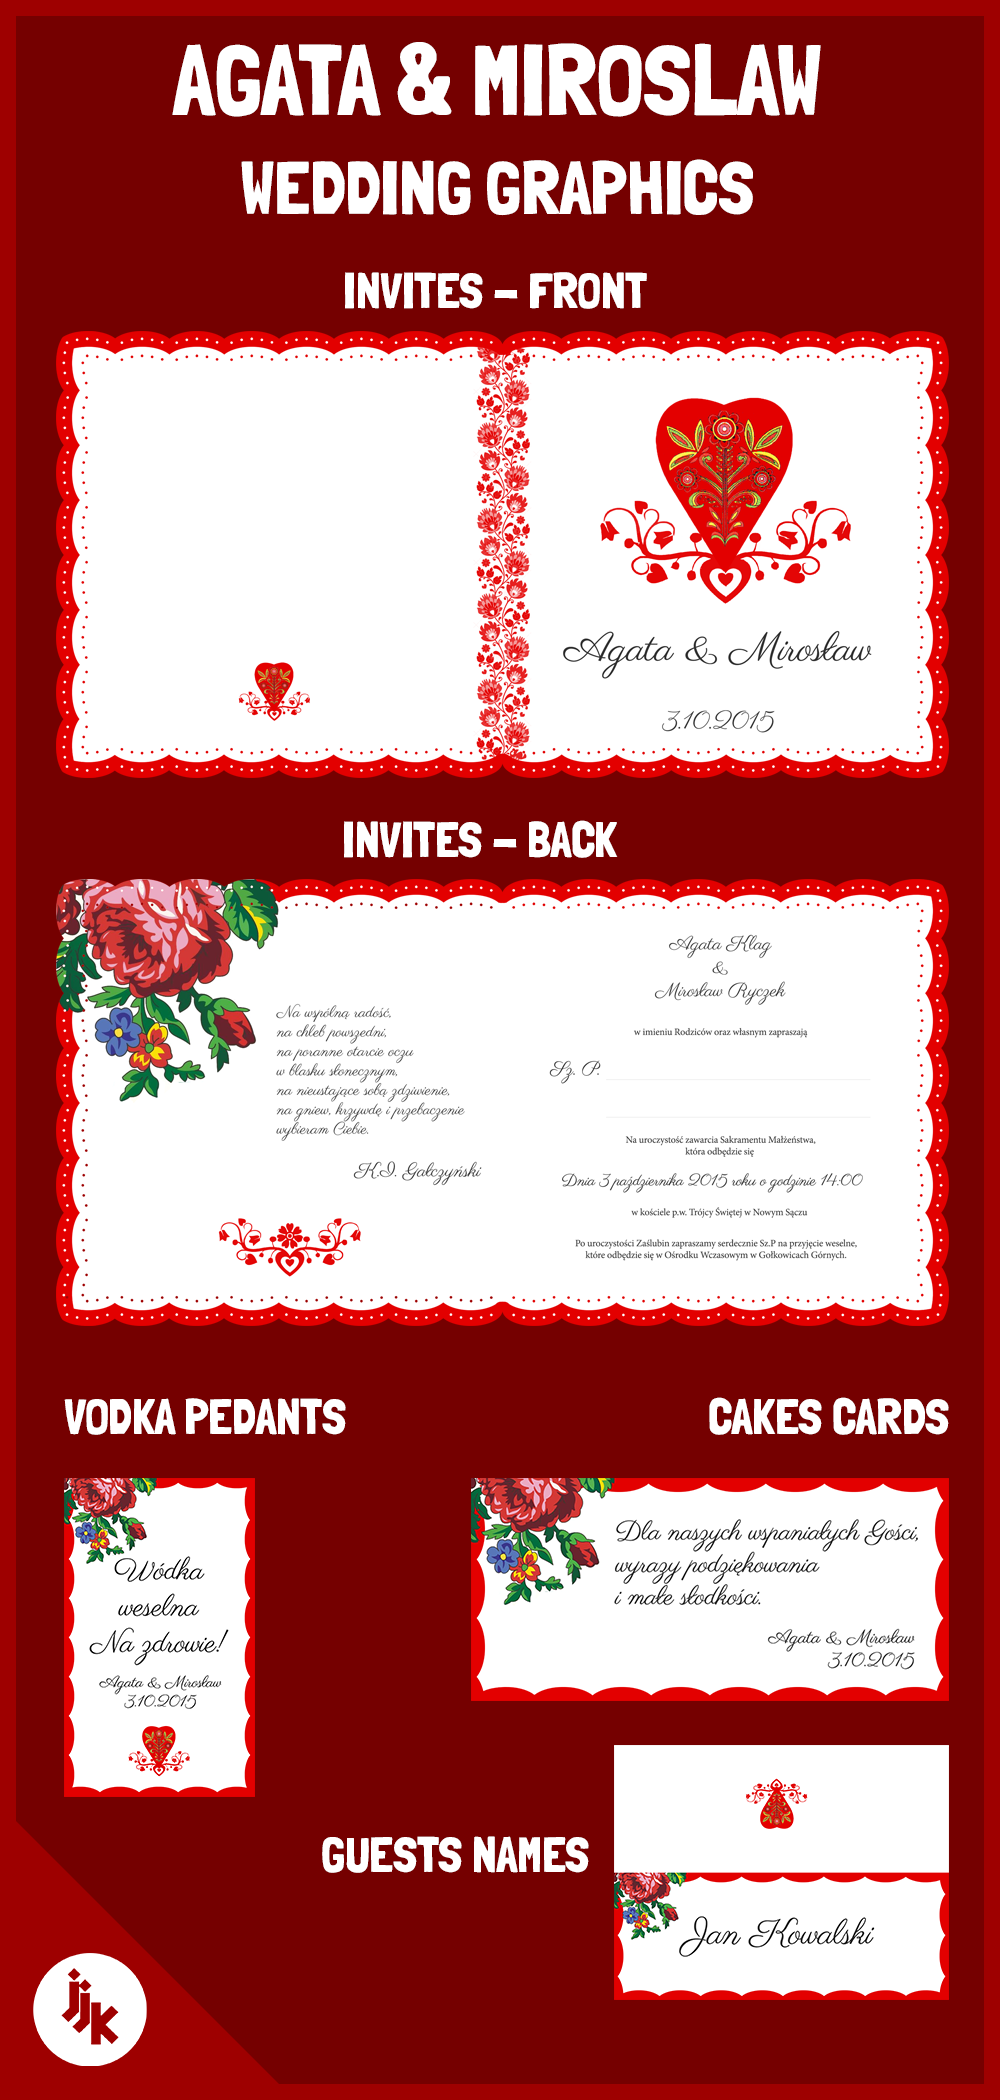 AGATA & MIROSLAW
WEDDING GRAPHICS
INVITES – FRONT
Agata & Mirosław
3.10.2015
INVITES – BACK
Na wspólną radość,
na chleb powszedni,
na poranne otarcie oczu
w blasku słonecznym,
na nieustające sobą zdziwienie,
na gniew, krzywdę i przebaczenie
wybieram Ciebie.
K.I. Gałczyński
Agata Klag
&
Mirosław Ryczek
w imieniu Rodziców oraz własnym zapraszają
Sz. P.
Na uroczystość zawarcia Sakramentu Małżeństwa,
która odbędzie się
Dnia 3 października 2015 roku o godzinie 14:00
w kościele p.w. Trójcy Świętej w Nowym Sączu
Po uroczystości Zaślubin zapraszamy serdecznie Sz.P na przyjęcie weselne,
które odbędzie się w Ośrodku Wczasowym w Gołkowicach Górnych.
VODKA PEDANTS
Wódka
weselna
Na zdrowie!
Agata & Mirosław
3.10.2015
CAKES CARDS
Dla naszych wspaniałych Gości,
wyrazy podziękowania
i małe słodkości.
Agata & Mirosław
3.10.2015
GUESTS NAMES
Jan Kowalski
jjk